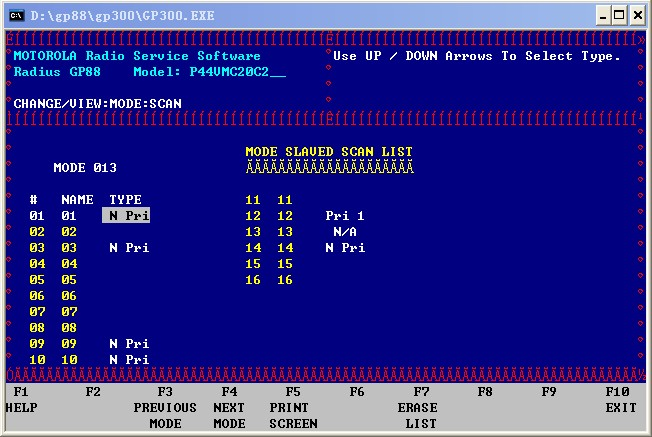 D:\gp88\gp300\GP300.EXE
MOTOROLA Radio Service Software
Radius GP88 Model: P44VMC20C2__
Use UP / DOWN Arrows To Select Type.
CHANGE/VIEW:MODE:SCAN
MODE SLAVED SCAN LIST
MODE 013
# NAME TYPE 11 11
01 01 N Pri 12 12 Pri 1
02 02 13 13 N/A
03 03 N Pri 14 14 N Pri
04 04 15 15
05 05 16 16
06 06
07 07
08 08
09 09 N Pri
10 10 N Pri
F1 F2 F3 F4 F5 F6 F7 F8 F9 F10
HELP PREVIOUS NEXT PRINT ERASE EXIT
MODE MODE SCREEN LIST